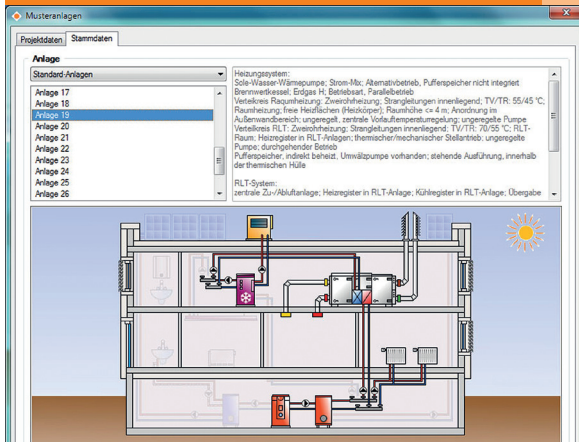 Musteranlagen
Projektdaten Stammdaten
Anlage
Standard-Anlagen
Anlage 17
Anlage 18
Anlage 19
Anlage 20
Anlage 21
Anlage 22
Anlage 23
Anlage 24
Anlage 25
Anlage 26
Heizungsystem:
Sole-Wasser-Wärmepumpe; Strom-Mix; Alternativbetrieb, Pufferspeicher nicht integriert
Brennwertkessel; Erdgas H; Betriebsart, Parallelbetrieb
Verteilkreis Raqumheizung: Zweirohrheizung; Strangleitungen innenliegend; TV/TR: 55/45 °C;
Raumheizung; freie Heizflächen (Heizkörper); Raumhöhe <= 4 m; Anordnung im
Außenwandbereich; ungeregelt, zentrale Vorlauftemperaturregelung; ungeregelte Pumpe
Verteilkreis RLT: Zweirohrheizung; Strangleitungen innenliegend: TV/TR: 70/55 °C; RLT-
Raum; Heizregister in RLT-Anlagen; thermischer/mechanischer Stellantrieb; ungeregelte
Pumpe; durchgehender Betrieb
Pufferspeicher, indirekt beheizt, Umwälzpumpe vorhanden; stehende Ausführung, innerhalb
der thermischen Hülle
RLT-System:
zentrale Zu-/Abluftanlage; Heizregister in RLT-Anlage; Kühlregister in RLT-Anlage; Übergabe